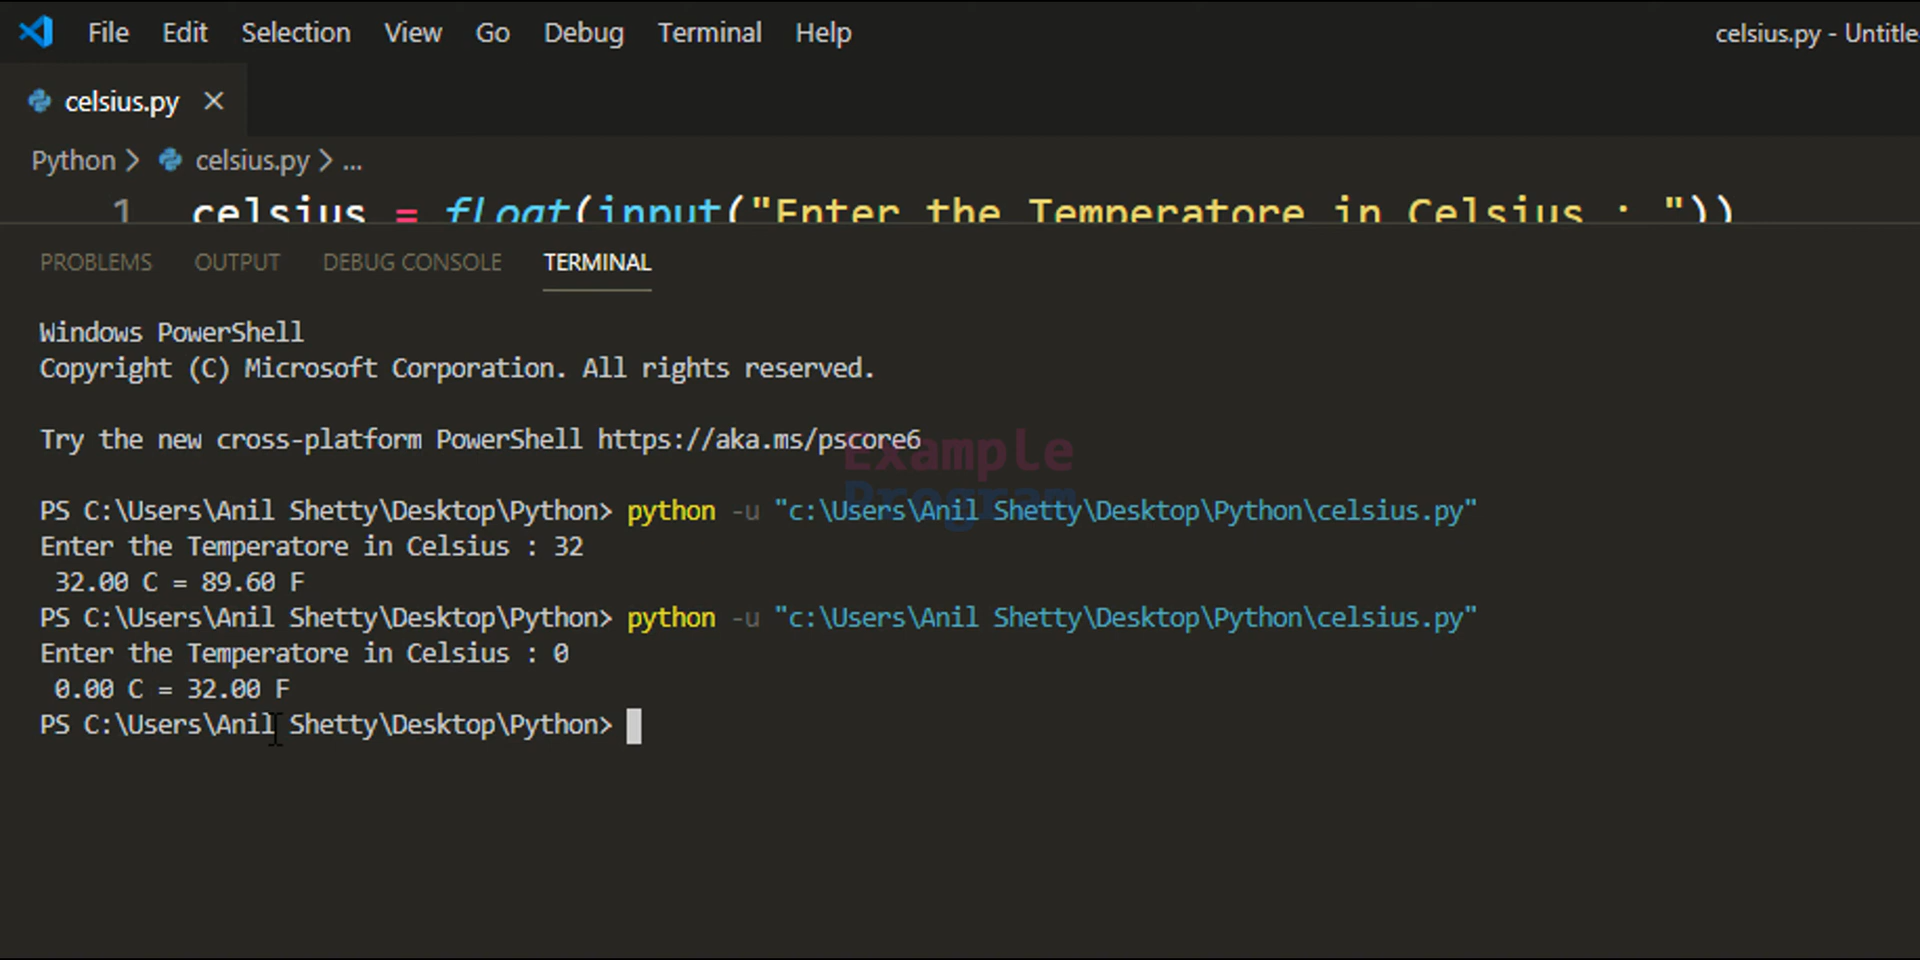 File Edit Selection View Go Debug Terminal Help celsius.py - Untitle
celsius.py ×
Python > celsius.py > ...
1 celsius = float(input("Enter the Temperatore in Celsius : "))
PROBLEMS OUTPUT DEBUG CONSOLE TERMINAL
Windows PowerShell
Copyright (C) Microsoft Corporation. All rights reserved.
Try the new cross-platform PowerShell https://aka.ms/pscore6
Example
Program
PS C:\Users\Anil Shetty\Desktop\Python> python -u "c:\Users\Anil Shetty\Desktop\Python\celsius.py"
Enter the Temperatore in Celsius : 32
32.00 C = 89.60 F
PS C:\Users\Anil Shetty\Desktop\Python> python -u "c:\Users\Anil Shetty\Desktop\Python\celsius.py"
Enter the Temperatore in Celsius : 0
0.00 C = 32.00 F
PS C:\Users\Anil Shetty\Desktop\Python>